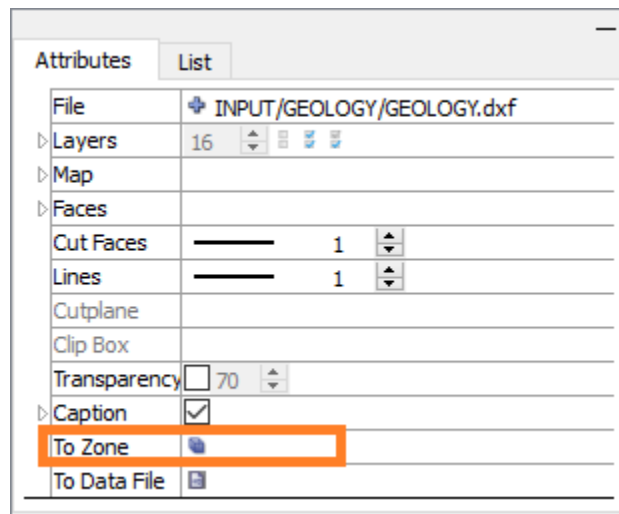 Attributes List
File INPUT/GEOLOGY/GEOLOGY.dxf
Layers 16
Map
Faces
Cut Faces 1
Lines 1
Cutplane
Clip Box
Transparency 70
Caption
To Zone
To Data File